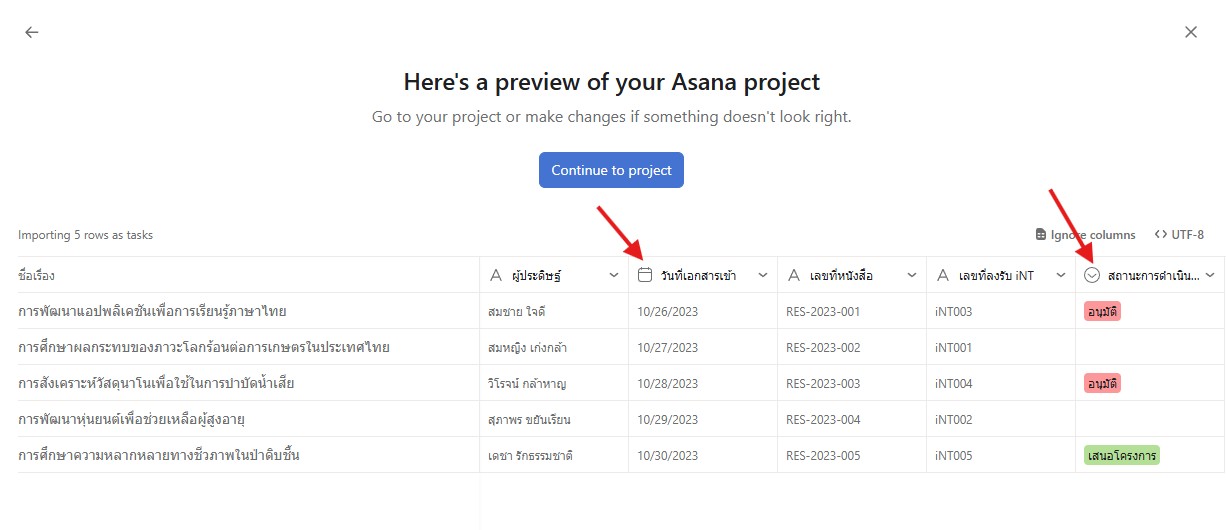 Here's a preview of your Asana project
Go to your project or make changes if something doesn't look right.
Continue to project
Importing 5 rows as tasks
Ignore columns <> UTF-8
ชื่อเรื่อง ผู้ประดิษฐ์ วันที่เอกสารเข้า เลขที่หนังสือ เลขที่ลงรับ iNT สถานะการดำเนิน...
การพัฒนาแอปพลิเคชันเพื่อการเรียนรู้ภาษาไทย สมชาย ใจดี 10/26/2023 RES-2023-001 iNT003 อนุมัติ
การศึกษาผลกระทบของภาวะโลกร้อนต่อการเกษตรในประเทศไทย สมหญิง เก่งกล้า 10/27/2023 RES-2023-002 iNT001
การสังเคราะห์วัสดุนาโนเพื่อใช้ในการบำบัดน้ำเสีย วิโรจน์ กล้าหาญ 10/28/2023 RES-2023-003 iNT004 อนุมัติ
การพัฒนาหุ่นยนต์เพื่อช่วยเหลือผู้สูงอายุ สุภาพร ขยันเรียน 10/29/2023 RES-2023-004 iNT002
การศึกษาความหลากหลายทางชีวภาพในป่าดิบชื้น เดชา รักธรรมชาติ 10/30/2023 RES-2023-005 iNT005 เสนอโครงการ